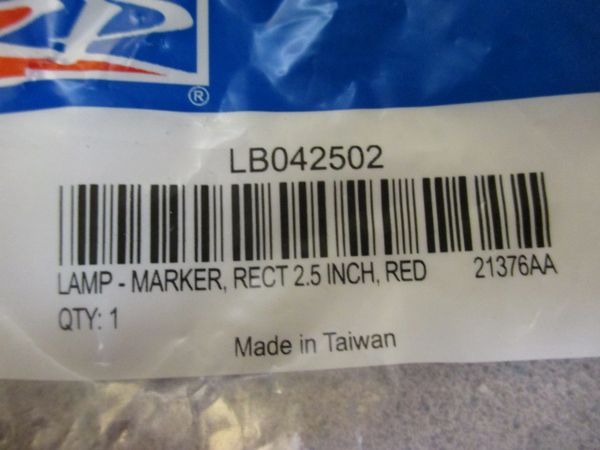 ®
LB042502
LAMP - MARKER, RECT 2.5 INCH, RED 21376AA
QTY: 1
Made in Taiwan